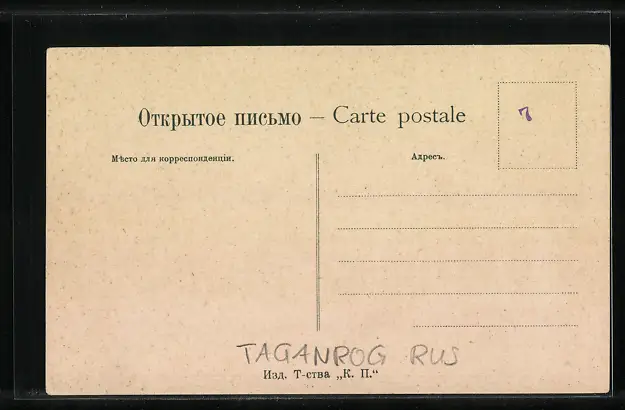 Открытое письмо — Carte postale
7
Мѣсто для корреспонденціи.
Адресъ.
TAGANROG RUS
Изд. Т-ства „К. П.“